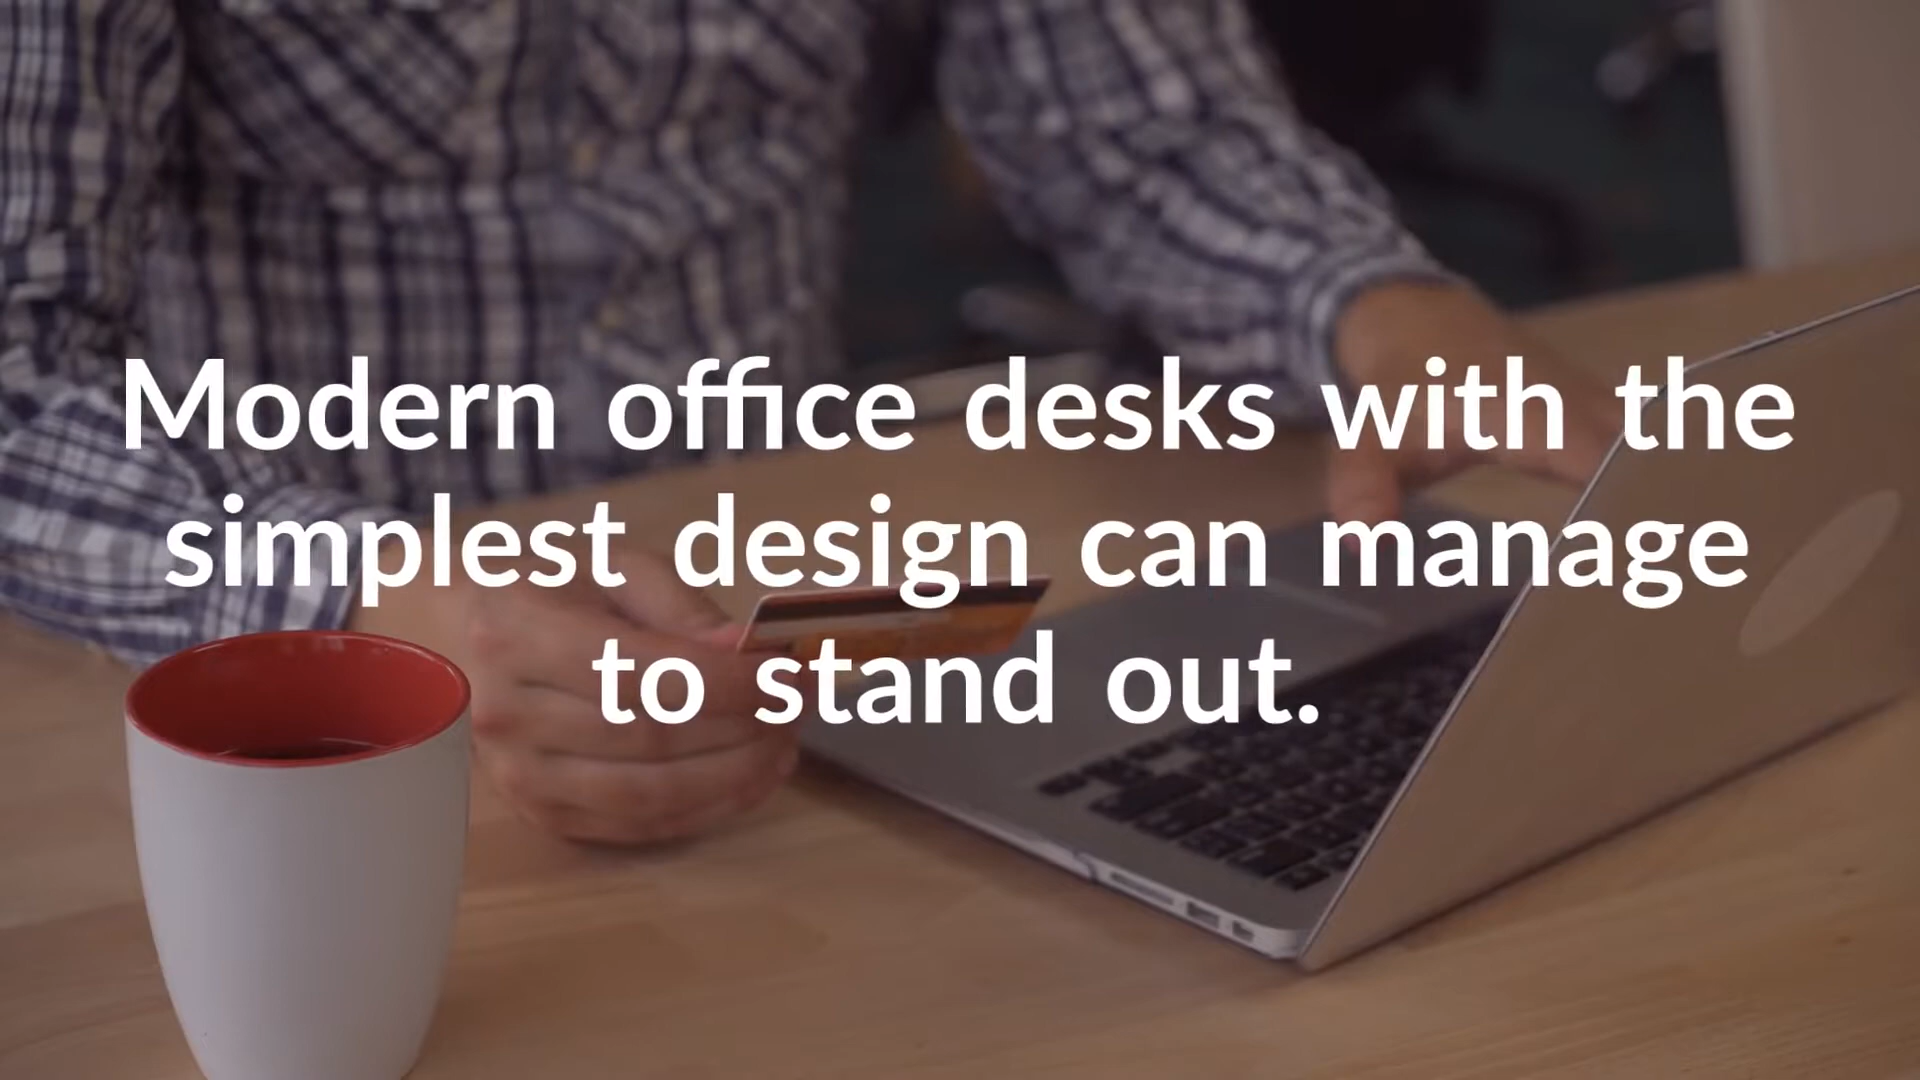 Modern office desks with the
simplest design can manage
to stand out.